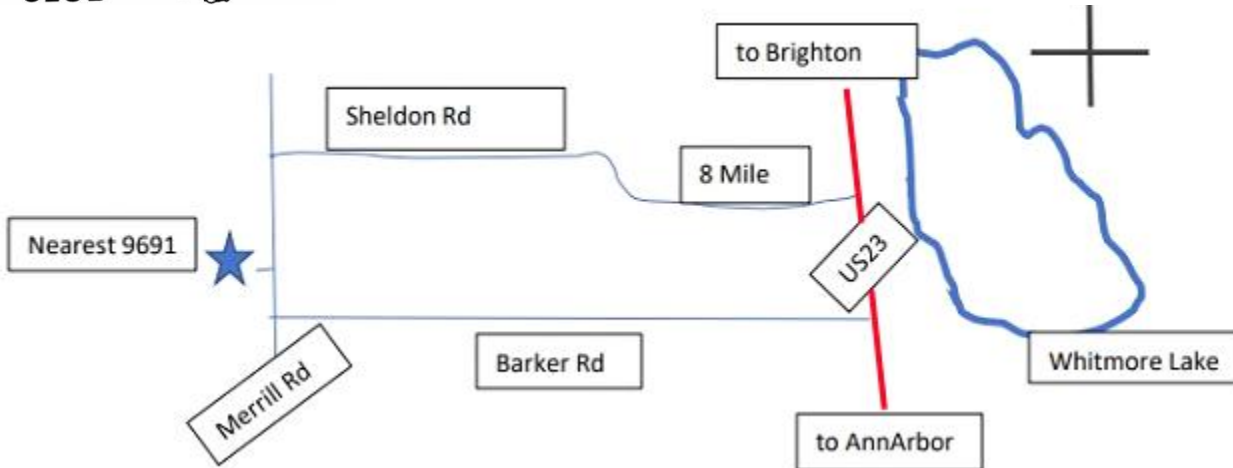 to Brighton
Sheldon Rd
8 Mile
Nearest 9691
US23
Barker Rd
Whitmore Lake
Merrill Rd
to AnnArbor